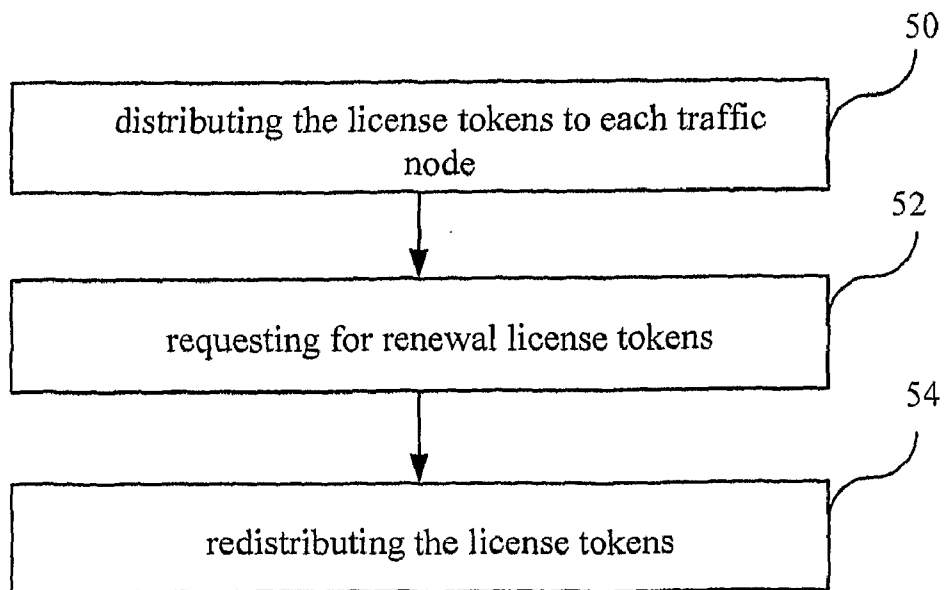 50
distributing the license tokens to each traffic
node
52
requesting for renewal license tokens
54
redistributing the license tokens